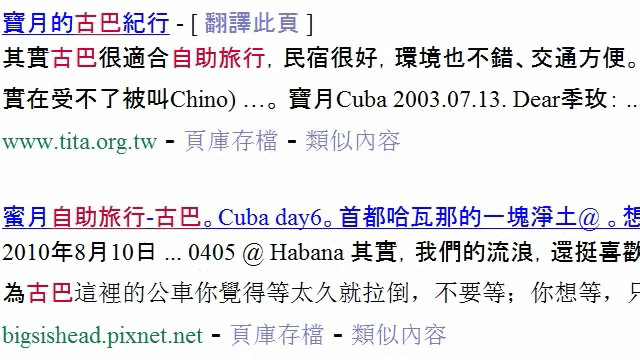 寶月的古巴紀行 - [ 翻譯此頁 ]
其實古巴很適合自助旅行，民宿很好，環境也不錯、交通方便。
實在受不了被叫Chino) …。 寶月Cuba 2003.07.13. Dear季玫： ...
www.tita.org.tw - 頁庫存檔 - 類似內容
蜜月自助旅行-古巴。Cuba day6。首都哈瓦那的一塊淨土@ 。想
2010年8月10日 ... 0405 @ Habana 其實，我們的流浪，還挺喜歡
為古巴這裡的公車你覺得等太久就拉倒，不要等；你想等，只
bigsishead.pixnet.net - 頁庫存檔 - 類似內容